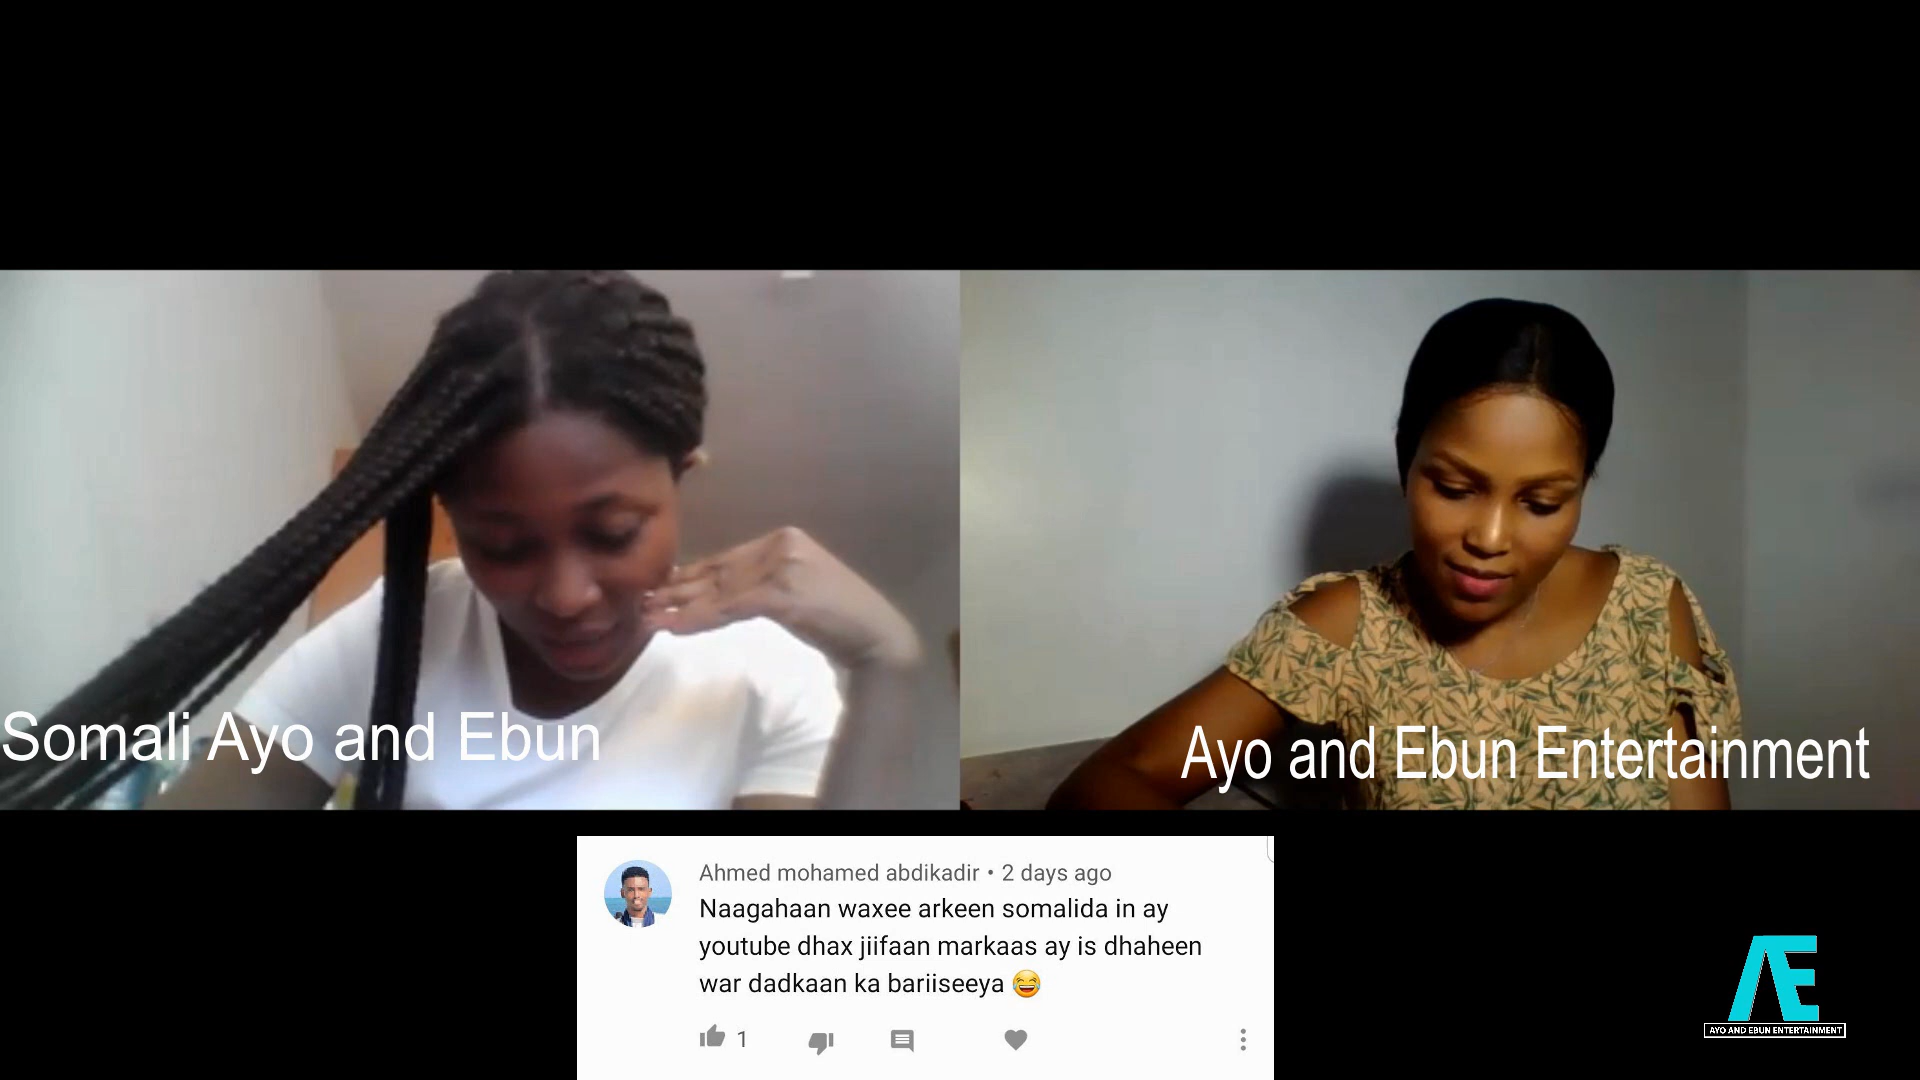 Somali Ayo and Ebun
Ayo and Ebun Entertainment
Ahmed mohamed abdikadir • 2 days ago
Naagahaan waxee arkeen somalida in ay
youtube dhax jiifaan markaas ay is dhaheen
war dadkaan ka bariiseeya 😂
1
AE
AYO AND EBUN ENTERTAINMENT